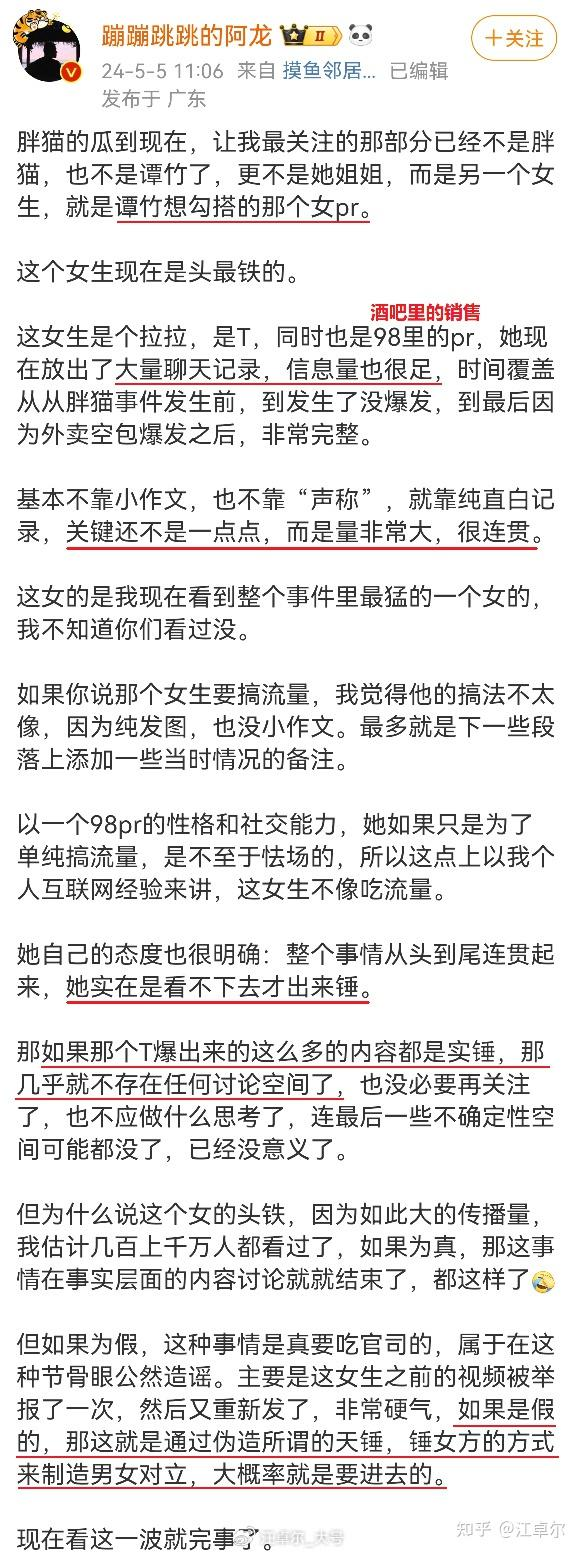 蹦蹦跳跳的阿龙
II
+关注
24-5-5 11:06 来自 摸鱼邻居... 已编辑
发布于 广东
胖猫的瓜到现在，让我最关注的那部分已经不是胖
猫，也不是谭竹了，更不是她姐姐，而是另一个女
生，就是谭竹想勾搭的那个女pr。
这个女生现在是头最铁的。
酒吧里的销售
这女生是个拉拉，是T，同时也是98里的pr，她现
在放出了大量聊天记录，信息量也很足，时间覆盖
从从胖猫事件发生前，到发生了没爆发，到最后因
为外卖空包爆发之后，非常完整。
基本不靠小作文，也不靠“声称”，就靠纯直白记
录，关键还不是一点点，而是量非常大，很连贯。
这女的是我现在看到整个事件里最猛的一个女的，
我不知道你们看过没。
如果你说那个女生要搞流量，我觉得他的搞法不太
像，因为纯发图，也没小作文。最多就是下一些段
落上添加一些当时情况的备注。
以一个98pr的性格和社交能力，她如果只是为了
单纯搞流量，是不至于怯场的，所以这点上以我个
人互联网经验来讲，这女生不像吃流量。
她自己的态度也很明确：整个事情从头到尾连贯起
来，她实在是看不下去才出来锤。
那如果那个T爆出来的这么多的内容都是实锤，那
几乎就不存在任何讨论空间了，也没必要再关注
了，也不应做什么思考了，连最后一些不确定性空
间可能都没了，已经没意义了。
但为什么说这个女的头铁，因为如此大的传播量，
我估计几百上千万人都看过了，如果为真，那这事
情在事实层面的内容讨论就就结束了，都这样了🤣
但如果为假，这种事情是真要吃官司的，属于在这
种节骨眼公然造谣。主要是这女生之前的视频被举
报了一次，然后又重新发了，非常硬气，如果是假
的，那这就是通过伪造所谓的天锤，锤女方的方式
来制造男女对立，大概率就是要进去的。
现在看这一波就完事了。
江卓尔_大号
知乎 @江卓尔